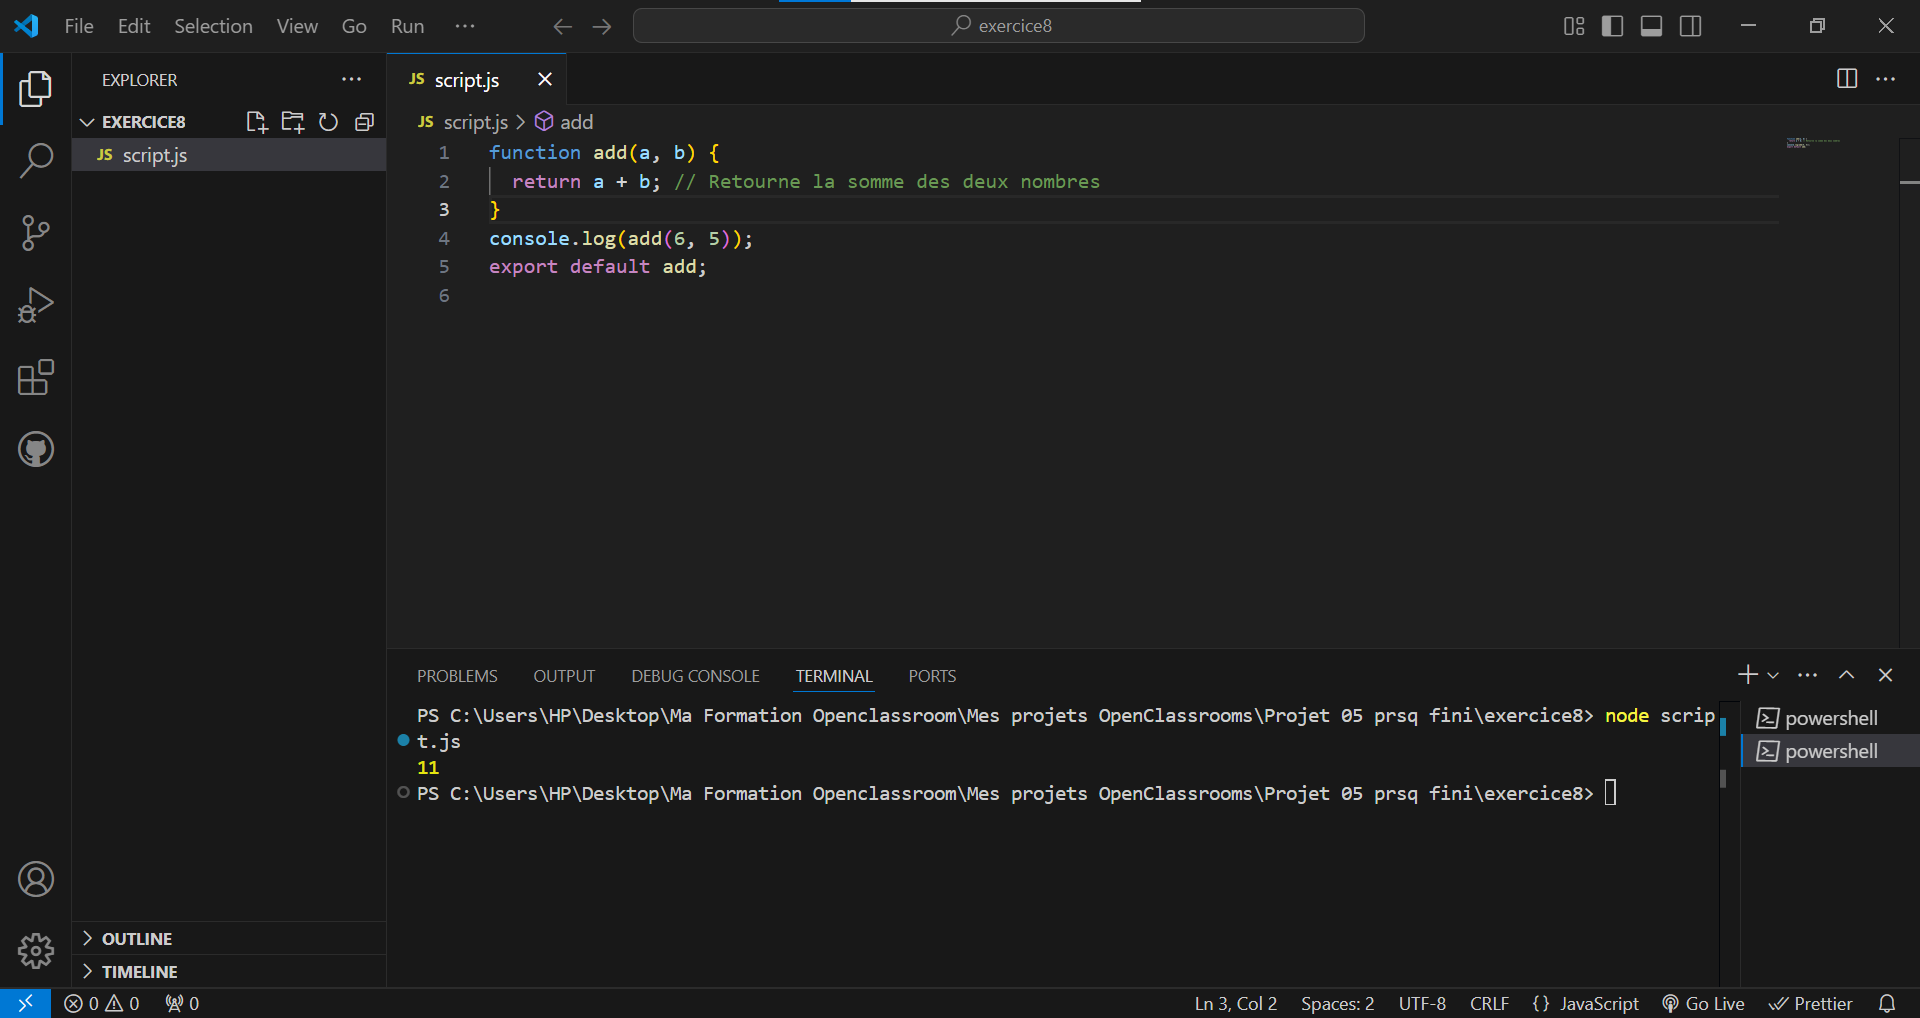 File Edit Selection View Go Run ···
exercice8
EXPLORER
EXERCICE8
JS script.js
JS script.js
JS script.js > add
1 function add(a, b) {
2 return a + b; // Retourne la somme des deux nombres
3 }
4 console.log(add(6, 5));
5 export default add;
6
PROBLEMS OUTPUT DEBUG CONSOLE TERMINAL PORTS
PS C:\Users\HP\Desktop\Ma Formation Openclassroom\Mes projets OpenClassrooms\Projet 05 prsq fini\exercice8> node scrip
t.js
11
PS C:\Users\HP\Desktop\Ma Formation Openclassroom\Mes projets OpenClassrooms\Projet 05 prsq fini\exercice8>
powershell
powershell
OUTLINE
TIMELINE
0 0 0 Ln 3, Col 2 Spaces: 2 UTF-8 CRLF {} JavaScript Go Live Prettier